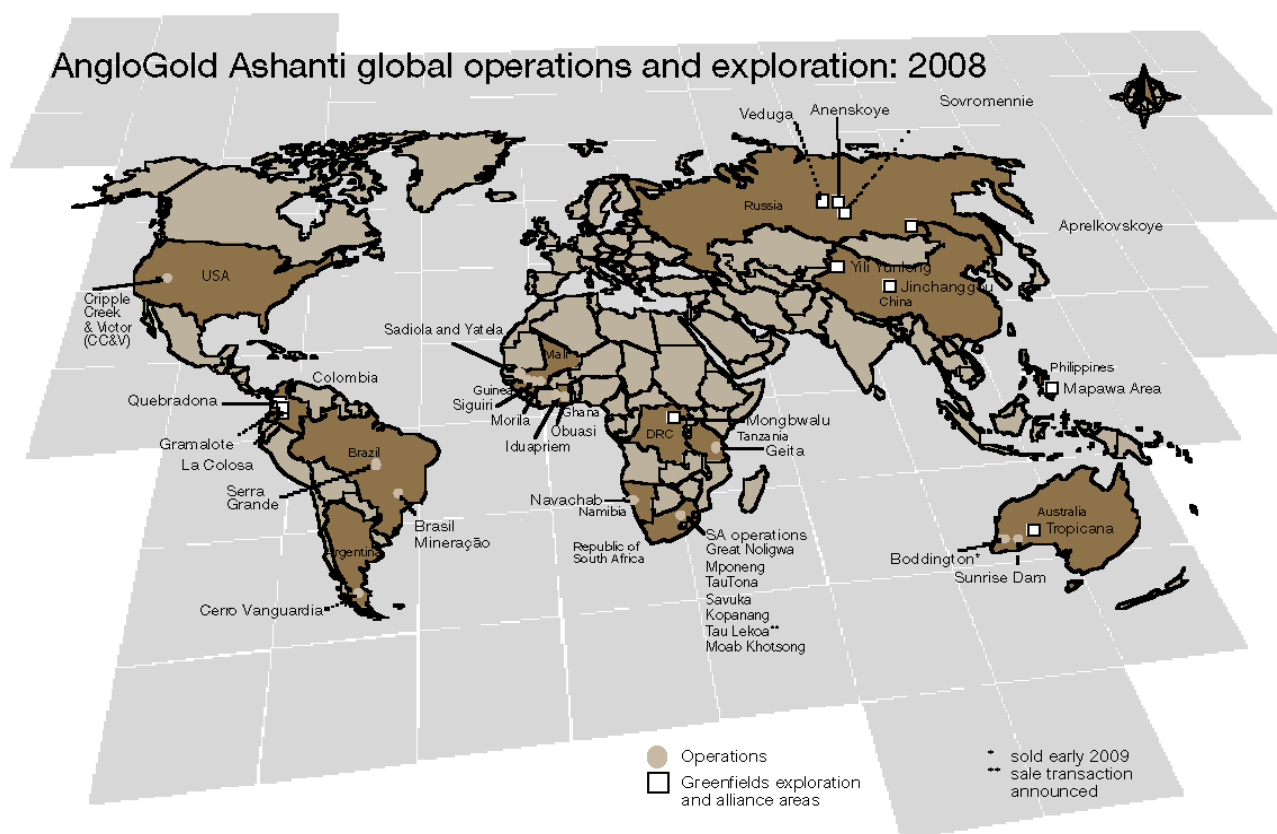 AngloGold Ashanti global operations and exploration: 2008
Sovromennie
Veduga
Anenskoye
Russia
Aprelkovskoye
USA
Yili Yunlong
Jinchanggou
China
Cripple
Creek
& Victor
(CC&V)
Sadiola and Yatela
Mali
Philippines
Mapawa Area
Colombia
Quebradona
Guinea
Siguiri
Morila
Ghana
Obuasi
Iduapriem
Mongbwalu
DRC
Tanzania
Geita
Gramalote
La Colosa
Brazil
Serra
Grande
Brasil
Mineração
Navachab
Namibia
Republic of
South Africa
SA operations
Great Noligwa
Mponeng
TauTona
Savuka
Kopanang
Tau Lekoa**
Moab Khotsong
Australia
Tropicana
Boddington*
Sunrise Dam
Argentina
Cerro Vanguardia
Operations
Greenfields exploration
and alliance areas
* sold early 2009
** sale transaction
announced